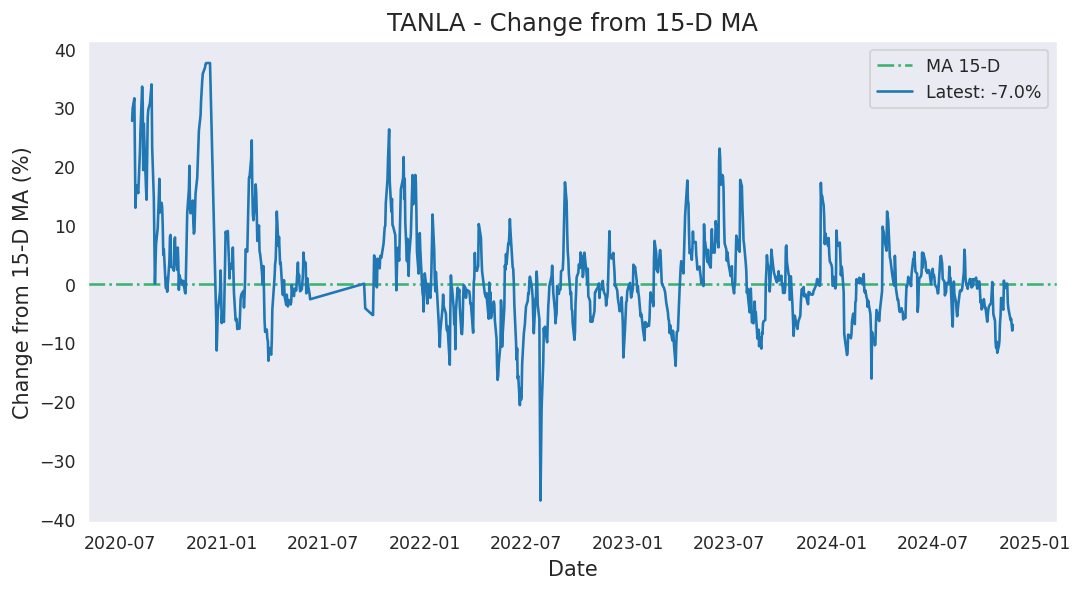 TANLA - Change from 15-D MA
MA 15-D
Latest: -7.0%
Change from 15-D MA (%)
40
30
20
10
0
−10
−20
−30
−40
2020-07 2021-01 2021-07 2022-01 2022-07 2023-01 2023-07 2024-01 2024-07 2025-01
Date